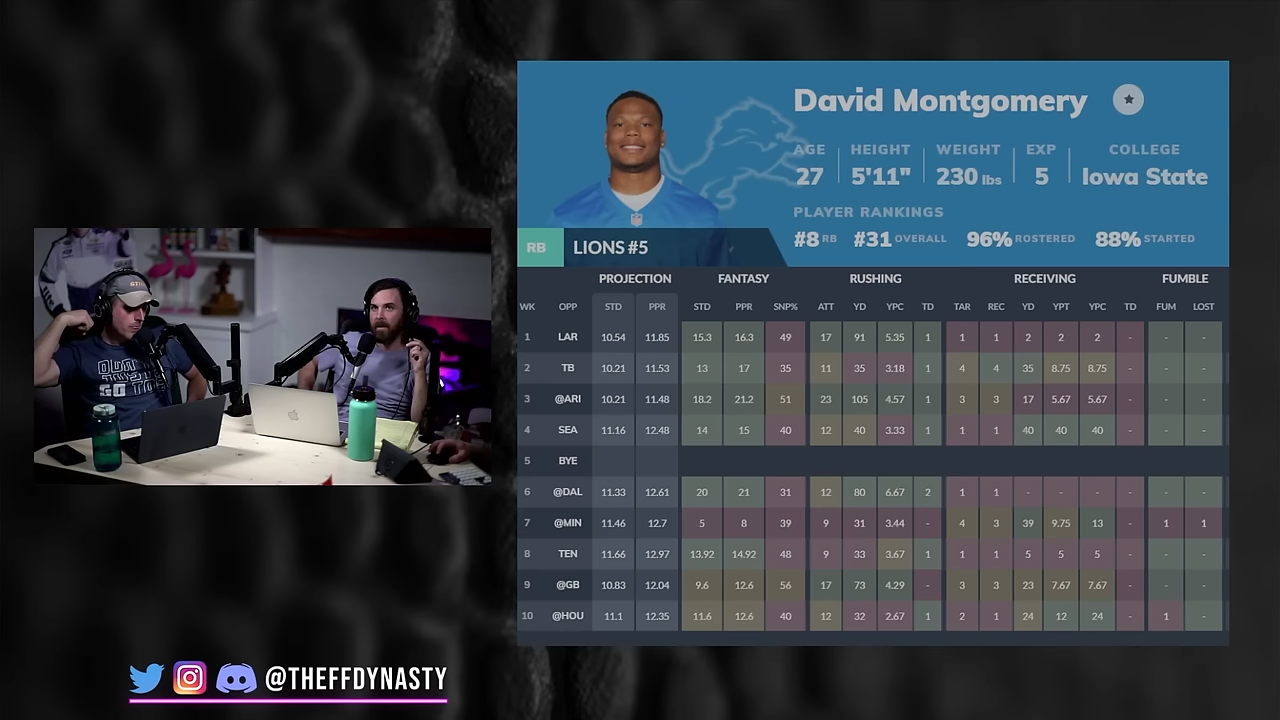 David Montgomery
AGE HEIGHT WEIGHT EXP COLLEGE
27 5'11" 230 lbs 5 Iowa State
PLAYER RANKINGS
#8 RB #31 OVERALL 96% ROSTERED 88% STARTED
RB LIONS #5
PROJECTION FANTASY RUSHING RECEIVING FUMBLE
WK OPP STD PPR STD PPR SNP% ATT YD YPC TD TAR REC YD YPT YPC TD FUM LOST
1 LAR 10.54 11.85 15.3 16.3 49 17 91 5.35 1 1 1 2 2 2 - - -
2 TB 10.21 11.53 13 17 35 11 35 3.18 1 4 4 35 8.75 8.75 - - -
3 @ARI 10.21 11.48 18.2 21.2 51 23 105 4.57 1 3 3 17 5.67 5.67 - - -
4 SEA 11.16 12.48 14 15 40 12 40 3.33 1 1 1 40 40 40 - - -
5 BYE
6 @DAL 11.33 12.61 20 21 31 12 80 6.67 2 1 1 - - - - - -
7 @MIN 11.46 12.7 5 8 39 9 31 3.44 - 4 3 39 9.75 13 - 1 1
8 TEN 11.66 12.97 13.92 14.92 48 9 33 3.67 1 1 1 5 5 5 - - -
9 @GB 10.83 12.04 9.6 12.6 56 17 73 4.29 - 3 3 23 7.67 7.67 - - -
10 @HOU 11.1 12.35 11.6 12.6 40 12 32 2.67 1 2 1 24 12 24 - 1 -
@THEFFDYNASTY